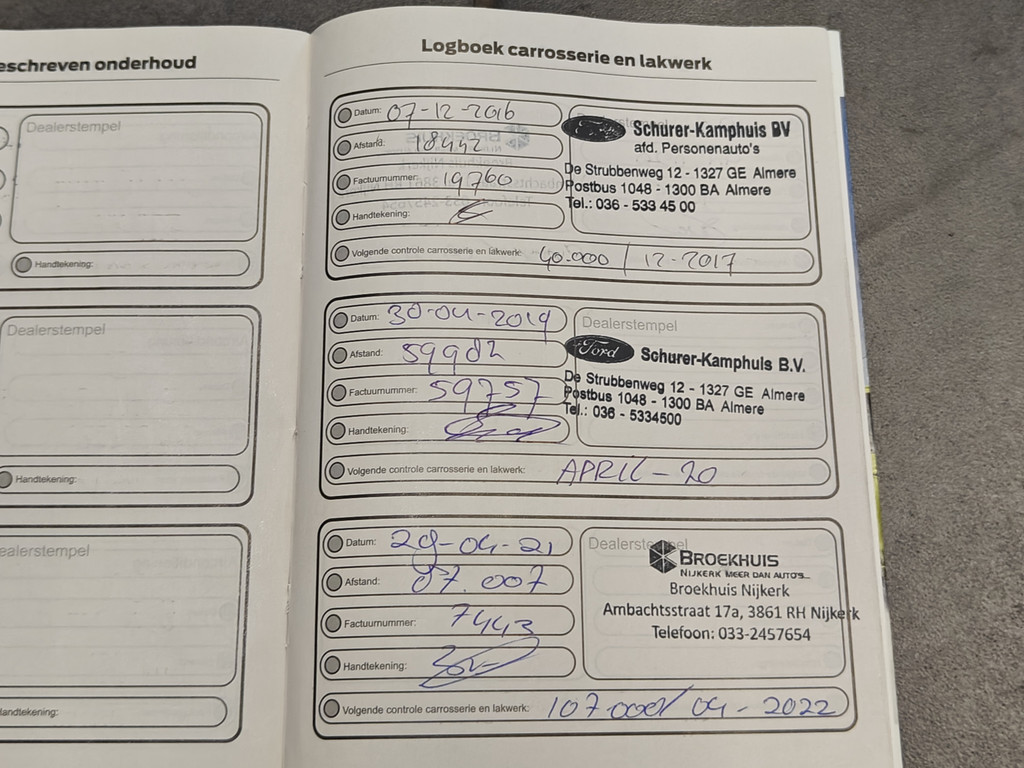 eschreven onderhoud
Dealerstempel
Handtekening:
Dealerstempel
Handtekening:
ealerstempel
andtekening:
Logboek carrosserie en lakwerk
Datum: 07-12-2016
Afstand: 18442
Factuurnummer: 19760
Handtekening:
Ford Schurer-Kamphuis BV
afd. Personenauto's
De Strubbenweg 12 - 1327 GE Almere
Postbus 1048 - 1300 BA Almere
Tel.: 036 - 533 45 00
Volgende controle carrosserie en lakwerk: 40.000 / 12-2017
Datum: 30-04-2019
Afstand: 59982
Factuurnummer: 59757
Handtekening:
Dealerstempel
Ford Schurer-Kamphuis B.V.
De Strubbenweg 12 - 1327 GE Almere
Postbus 1048 - 1300 BA Almere
Tel.: 036 - 5334500
Volgende controle carrosserie en lakwerk: APRIL - 20
Datum: 29-04-21
Afstand: 87.007
Factuurnummer: 7443
Handtekening:
Dealerstempel
BROEKHUIS
NIJKERK MEER DAN AUTO'S...
Broekhuis Nijkerk
Ambachtsstraat 17a, 3861 RH Nijkerk
Telefoon: 033-2457654
Volgende controle carrosserie en lakwerk: 107.000/ 04 - 2022